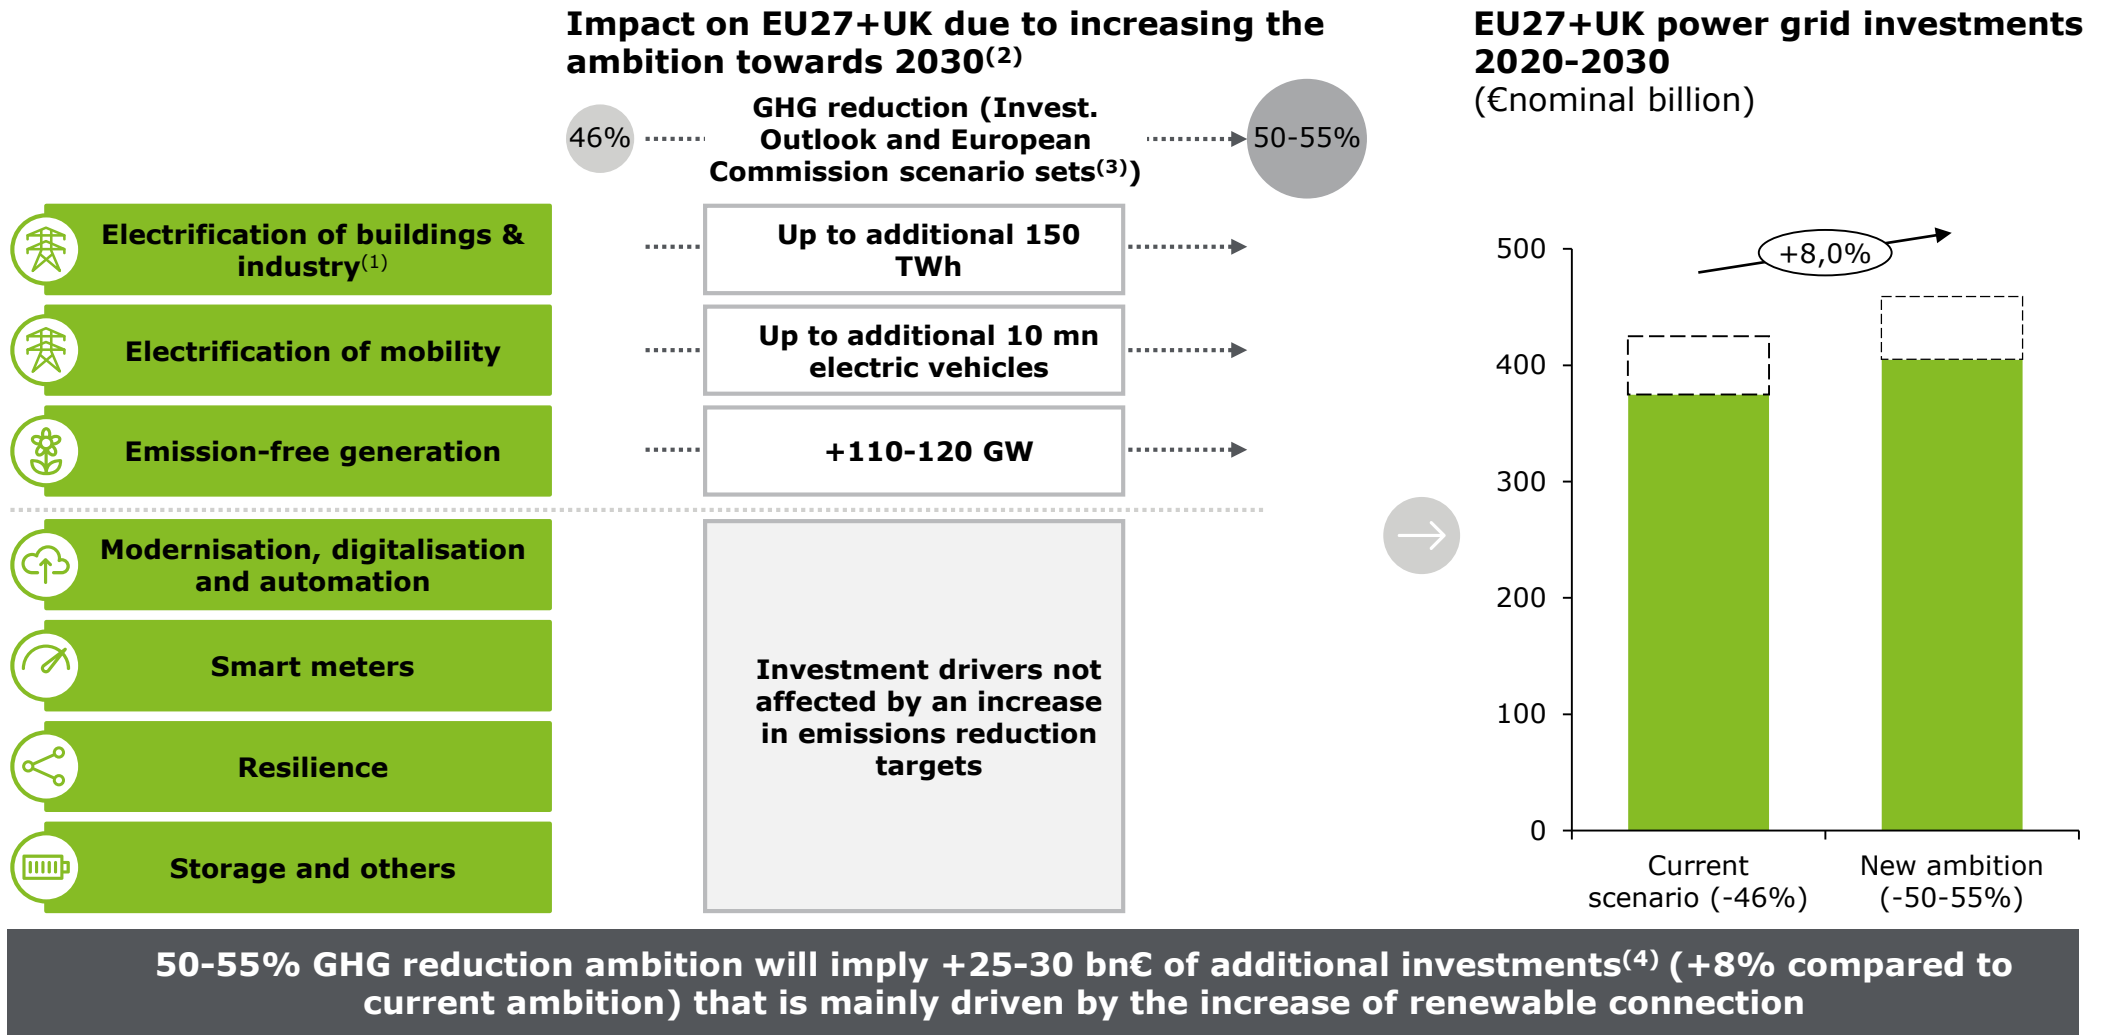 Impact on EU27+UK due to increasing the
ambition towards 2030(2)
46%
GHG reduction (Invest.
Outlook and European
Commission scenario sets(3))
50-55%
Electrification of buildings &
industry(1)
Up to additional 150
TWh
Electrification of mobility
Up to additional 10 mn
electric vehicles
Emission-free generation
+110-120 GW
Modernisation, digitalisation
and automation
Smart meters
Resilience
Storage and others
Investment drivers not
affected by an increase
in emissions reduction
targets
EU27+UK power grid investments
2020-2030
(€nominal billion)
+8,0%
500
400
300
200
100
0
Current
scenario (-46%)
New ambition
(-50-55%)
50-55% GHG reduction ambition will imply +25-30 bn€ of additional investments(4) (+8% compared to
current ambition) that is mainly driven by the increase of renewable connection